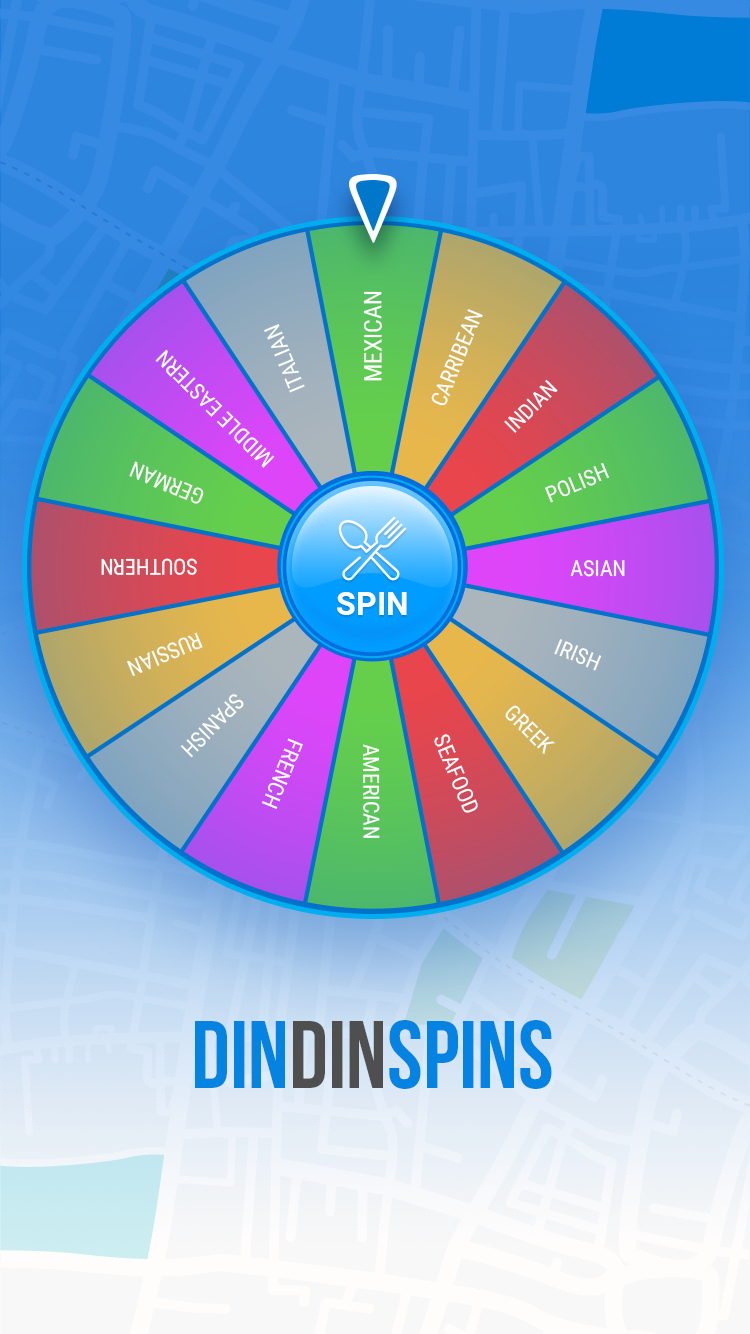 MEXICAN
CARRIBEAN
INDIAN
POLISH
ASIAN
IRISH
GREEK
SEAFOOD
AMERICAN
FRENCH
SPANISH
RUSSIAN
SOUTHERN
GERMAN
MIDDLE EASTERN
ITALIAN
SPIN
DINDINSPINS